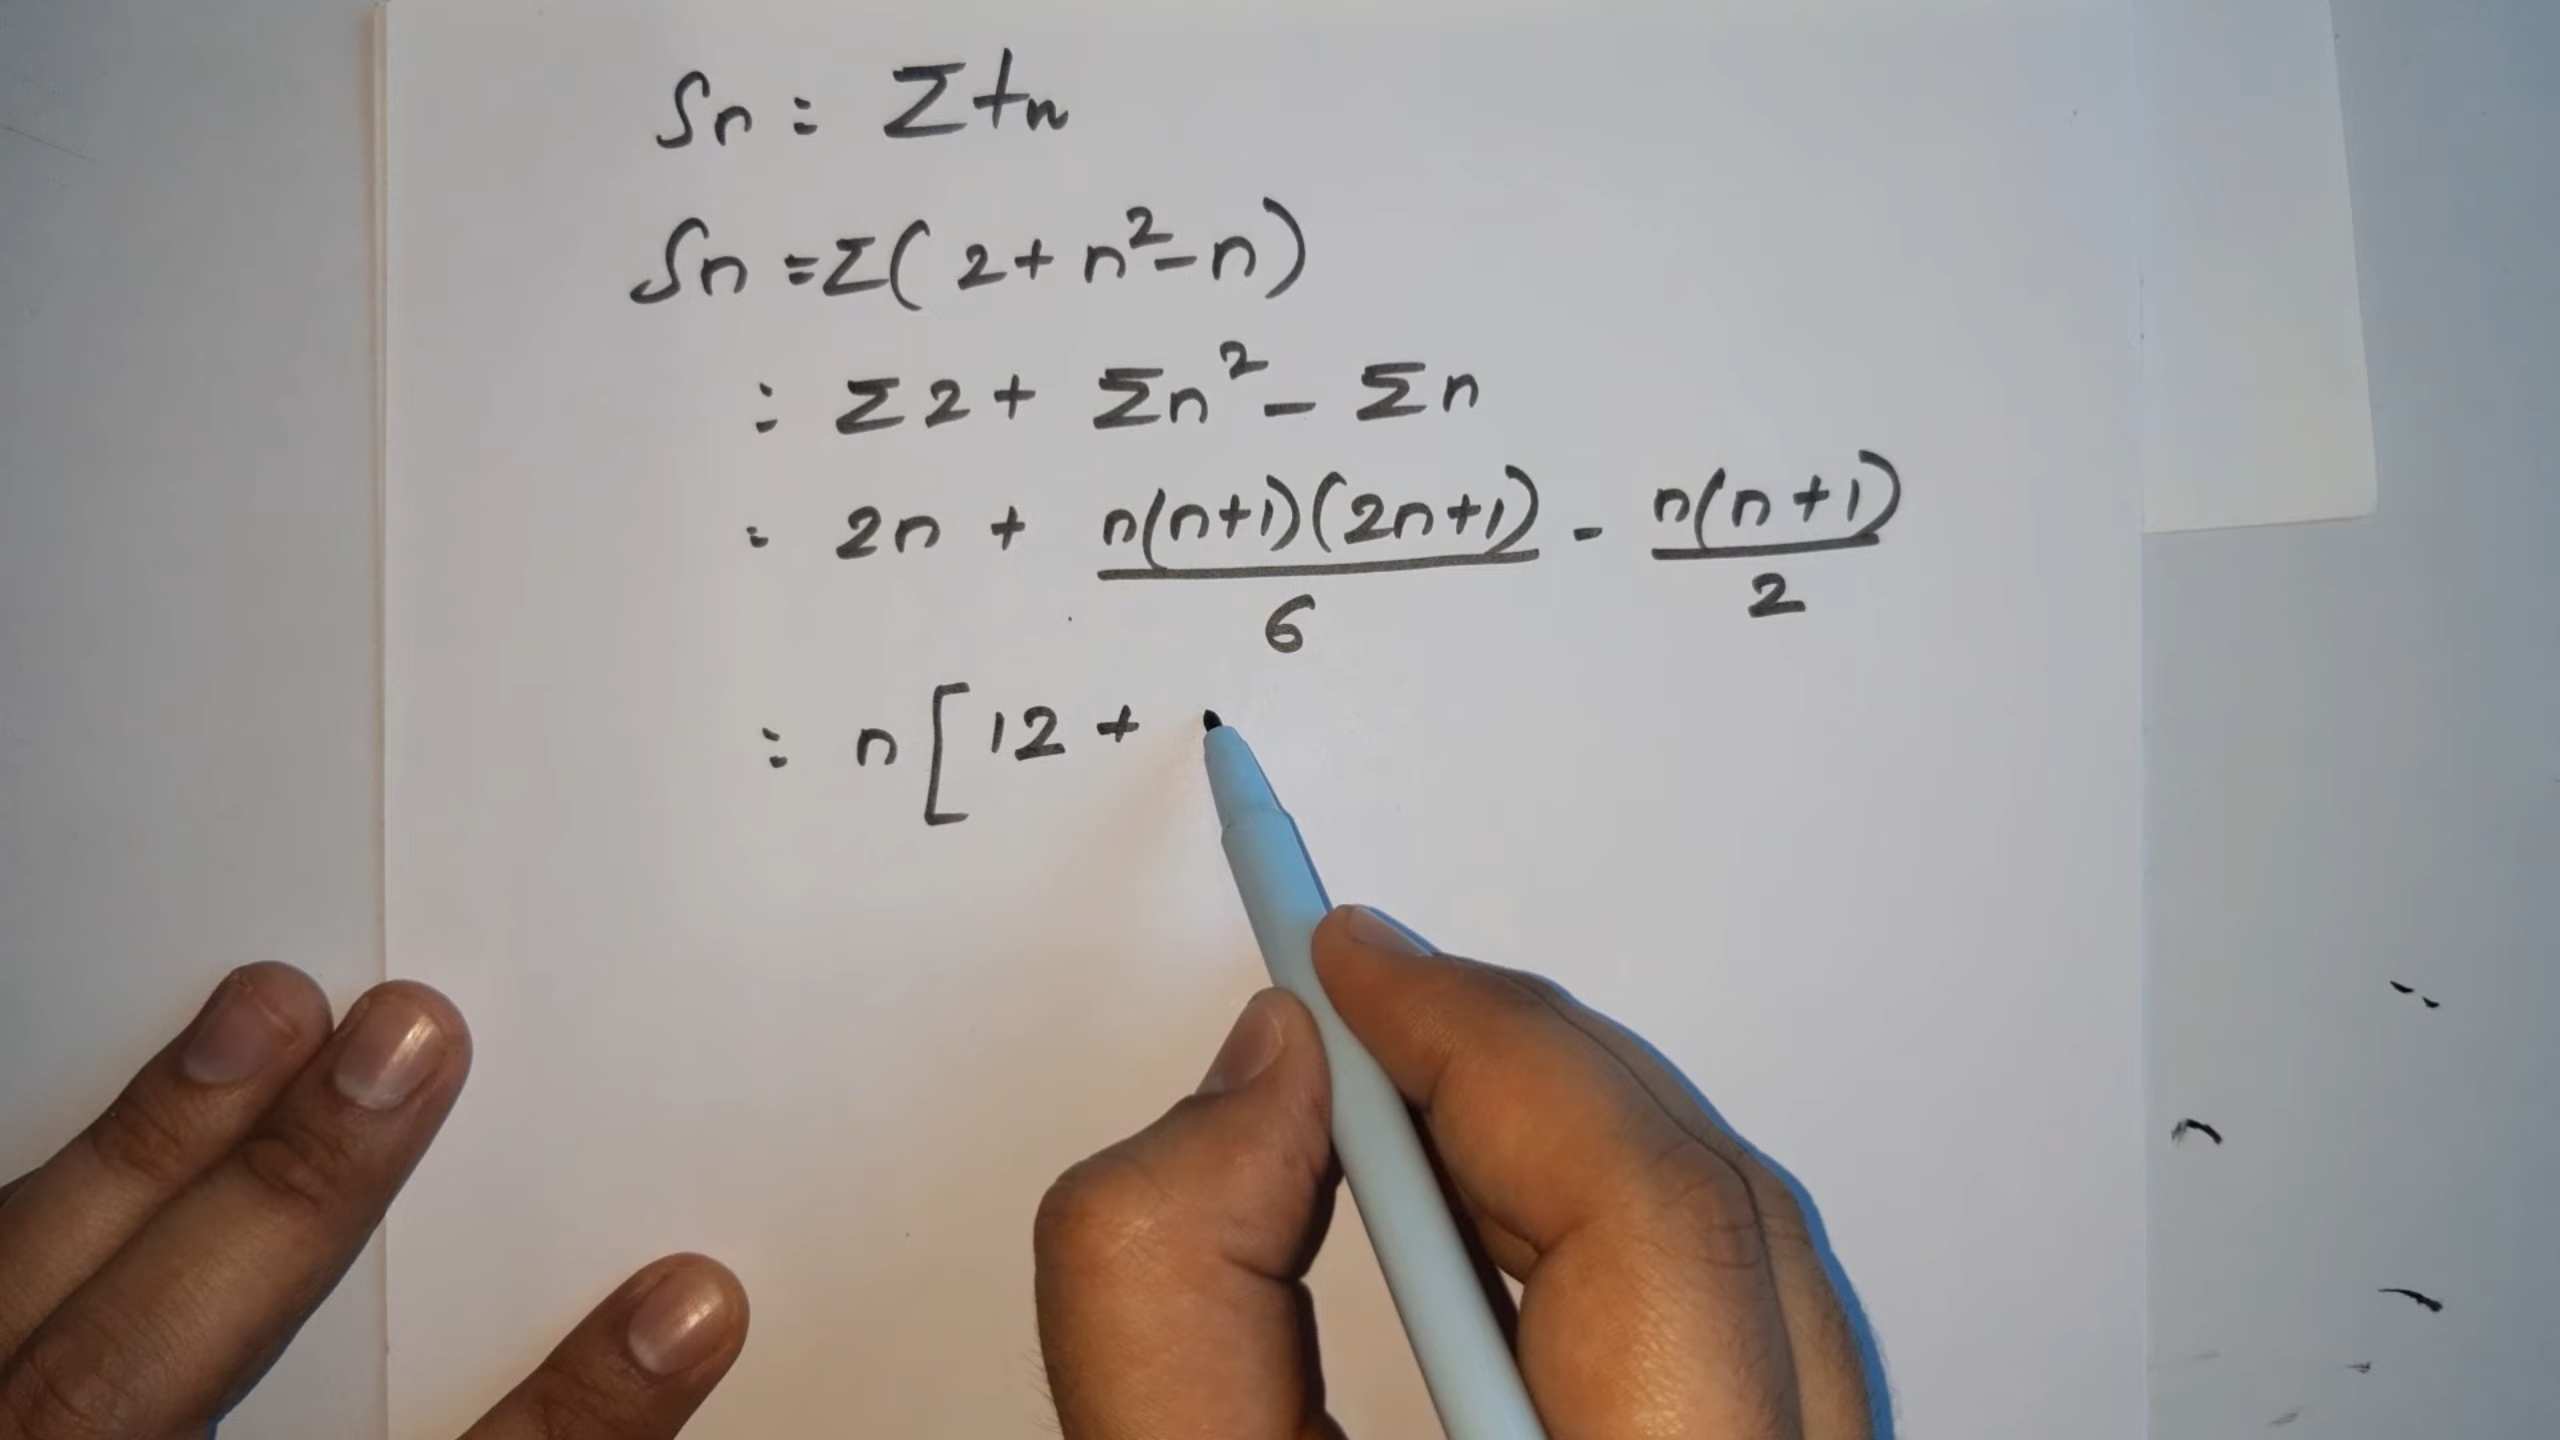 Sn = Σtn
Sn = Σ(2+n²-n)
= Σ2+ Σn² - Σn
= 2n + n(n+1)(2n+1)/6 - n(n+1)/2
= n[12 +